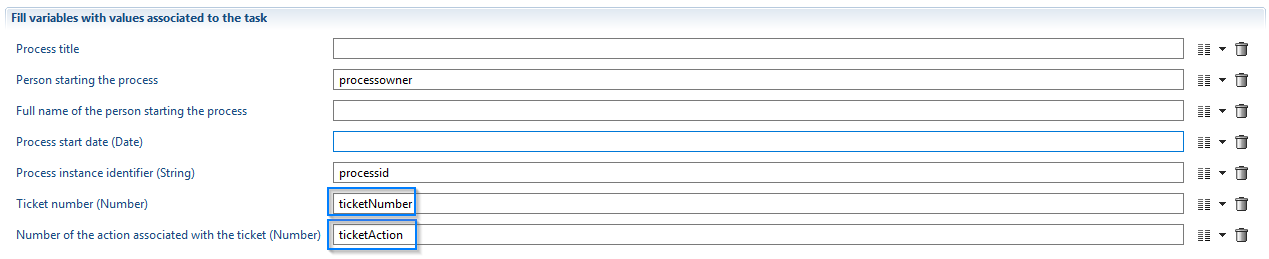 Fill variables with values associated to the task
Process title
Person starting the process processowner
Full name of the person starting the process
Process start date (Date)
Process instance identifier (String) processid
Ticket number (Number) ticketNumber
Number of the action associated with the ticket (Number) ticketAction